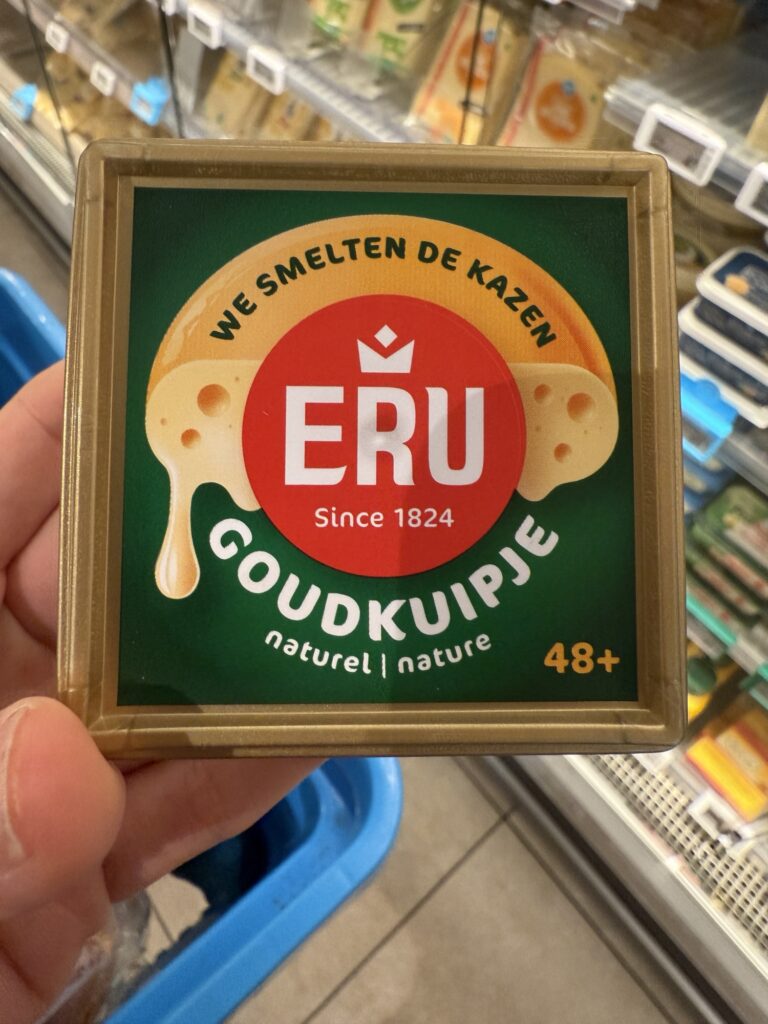 WE SMELTEN DE KAZEN
ERU
Since 1824
GOUDKUIPJE
naturel | nature
48+